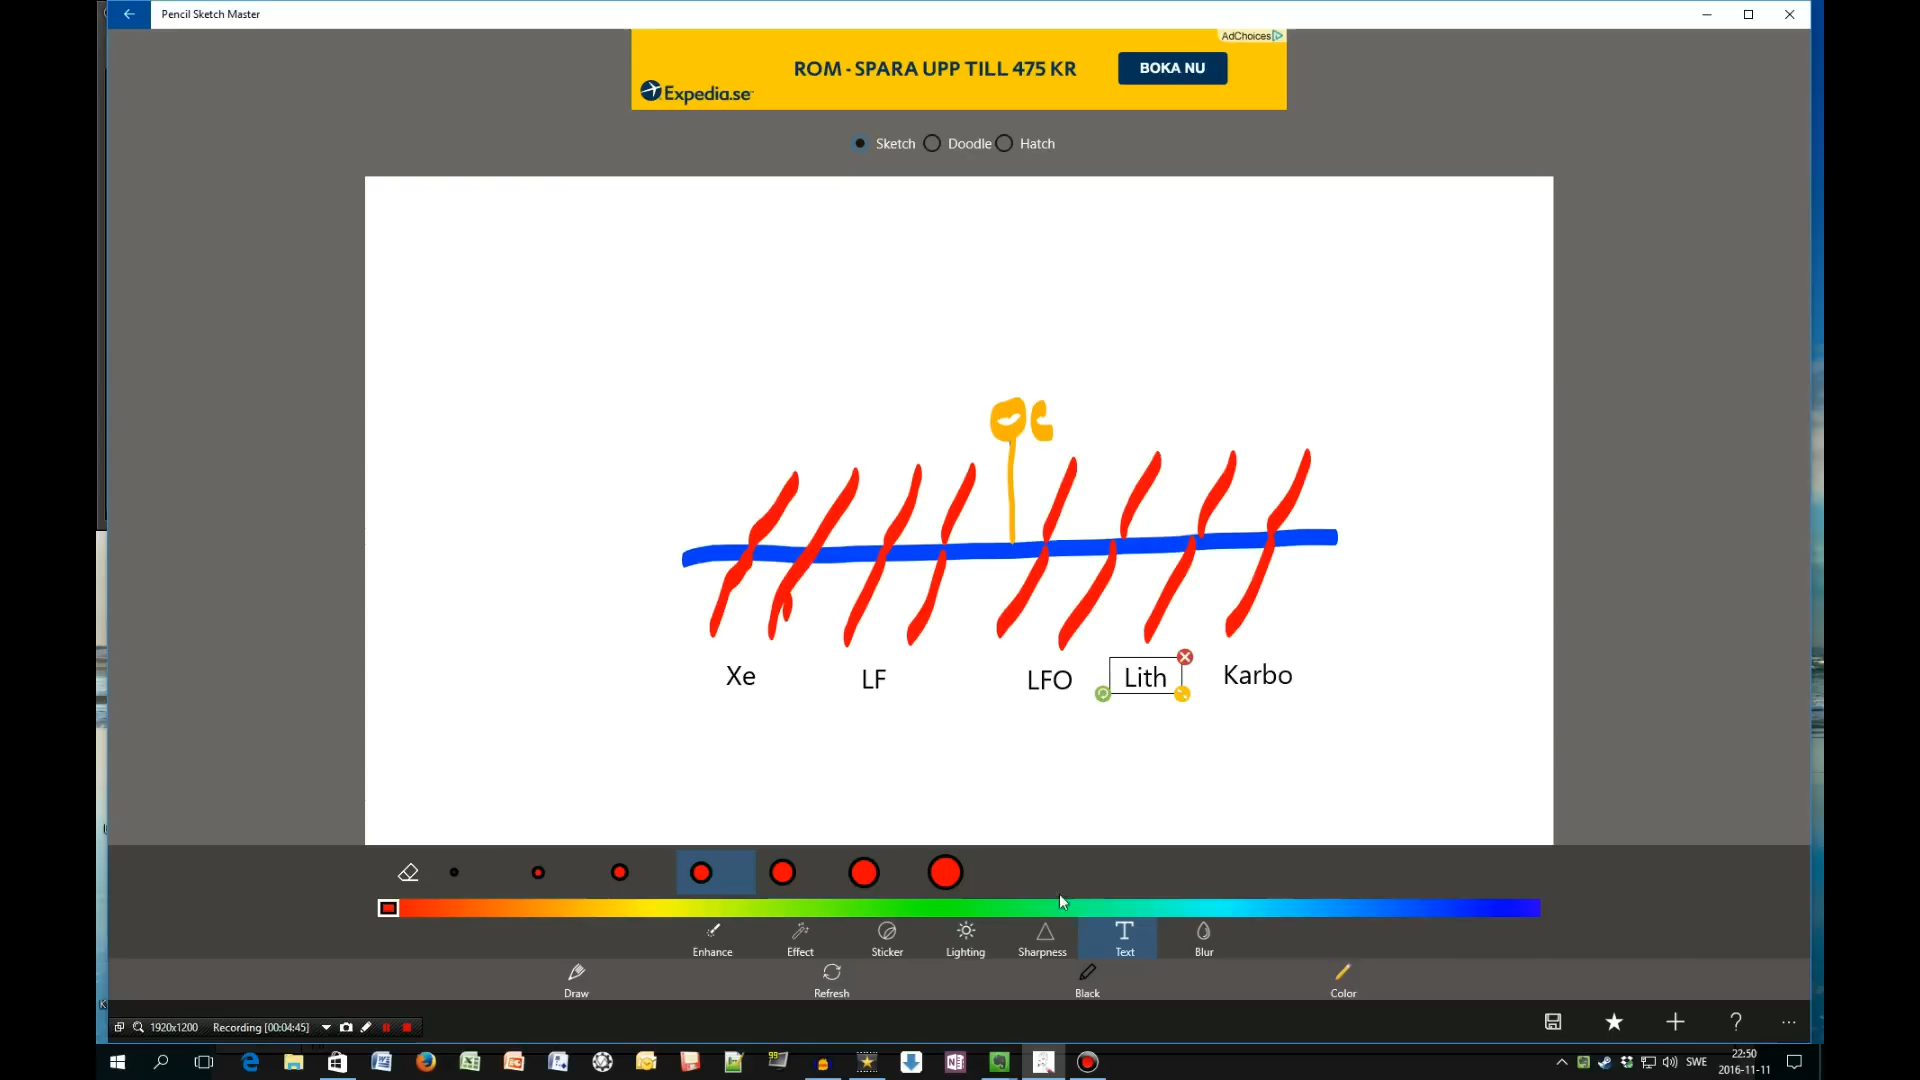 Pencil Sketch Master
AdChoices
ROM - SPARA UPP TILL 475 KR
BOKA NU
Expedia.se
Sketch Doodle Hatch
Xe LF LFO Lith Karbo
Enhance Effect Sticker Lighting Sharpness Text Blur
Draw Refresh Black Color
1920x1200 Recording [00:04:45]
99
SWE
22:50
2016-11-11